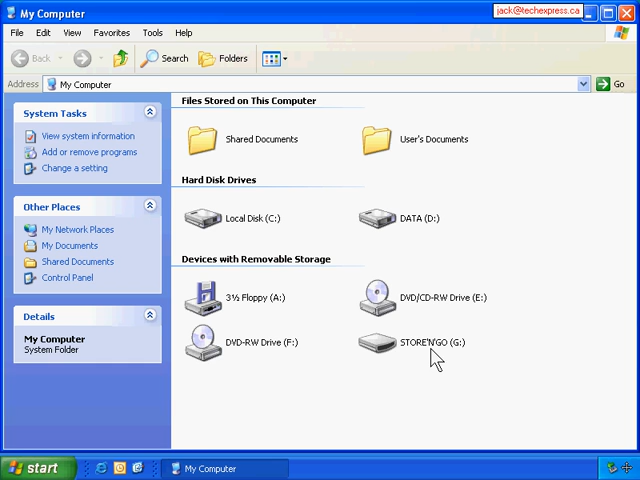 My Computer
jack@techexpress.ca
File Edit View Favorites Tools Help
Back Search Folders
Address My Computer Go
System Tasks
View system information
Add or remove programs
Change a setting
Other Places
My Network Places
My Documents
Shared Documents
Control Panel
Details
My Computer
System Folder
Files Stored on This Computer
Shared Documents User's Documents
Hard Disk Drives
Local Disk (C:) DATA (D:)
Devices with Removable Storage
3½ Floppy (A:) DVD/CD-RW Drive (E:)
DVD-RW Drive (F:) STORE'N'GO (G:)
start My Computer